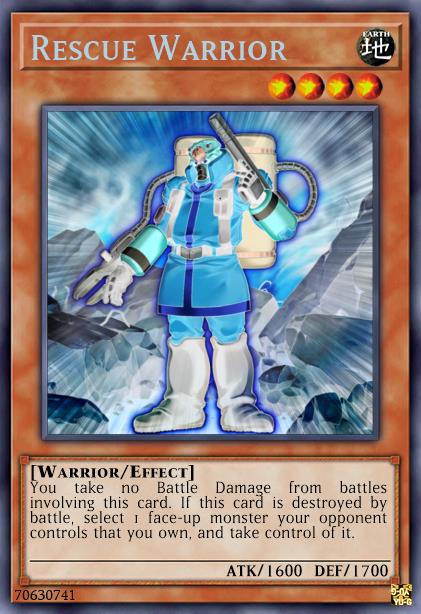 RESCUE WARRIOR
EARTH
地
[WARRIOR/EFFECT]
You take no Battle Damage from battles
involving this card. If this card is destroyed by
battle, select 1 face-up monster your opponent
controls that you own, and take control of it.
ATK/1600 DEF/1700
70630741